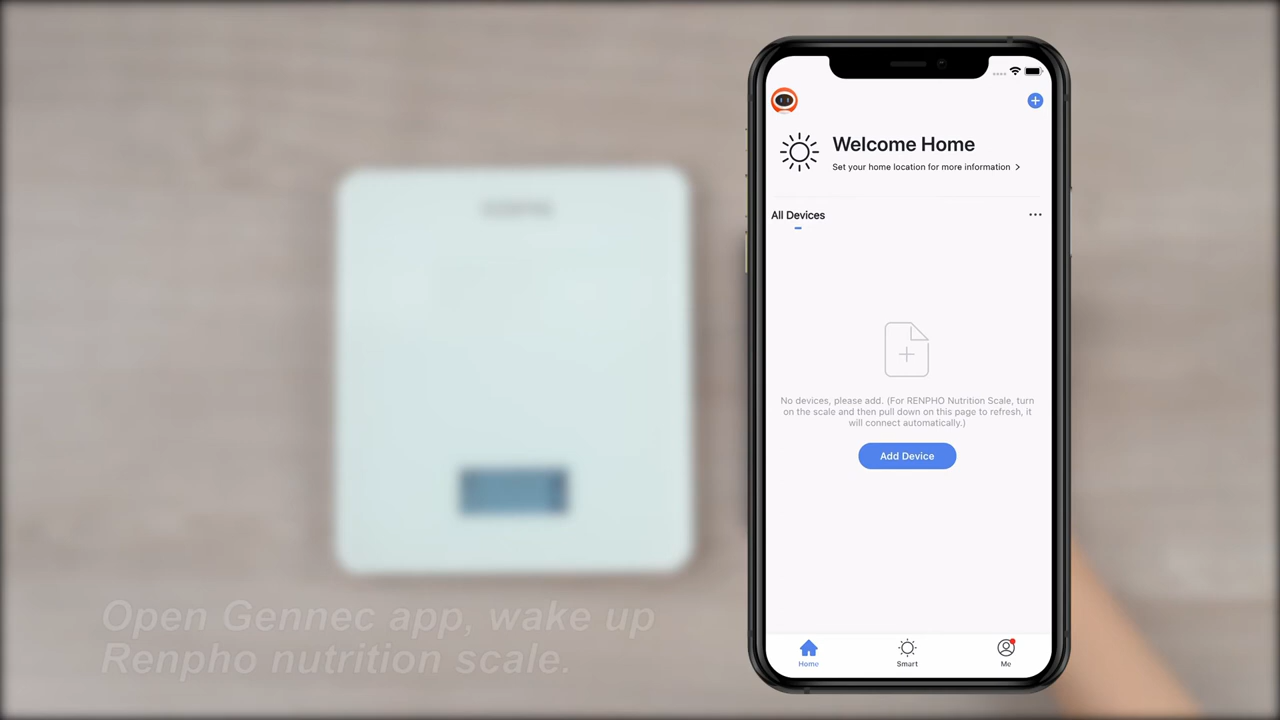 Welcome Home
Set your home location for more information
All Devices
No devices, please add. (For RENPHO Nutrition Scale, turn
on the scale and then pull down on this page to refresh, it
will connect automatically.)
Add Device
Home Smart Me
Open Gennec app, wake up
Renpho nutrition scale.